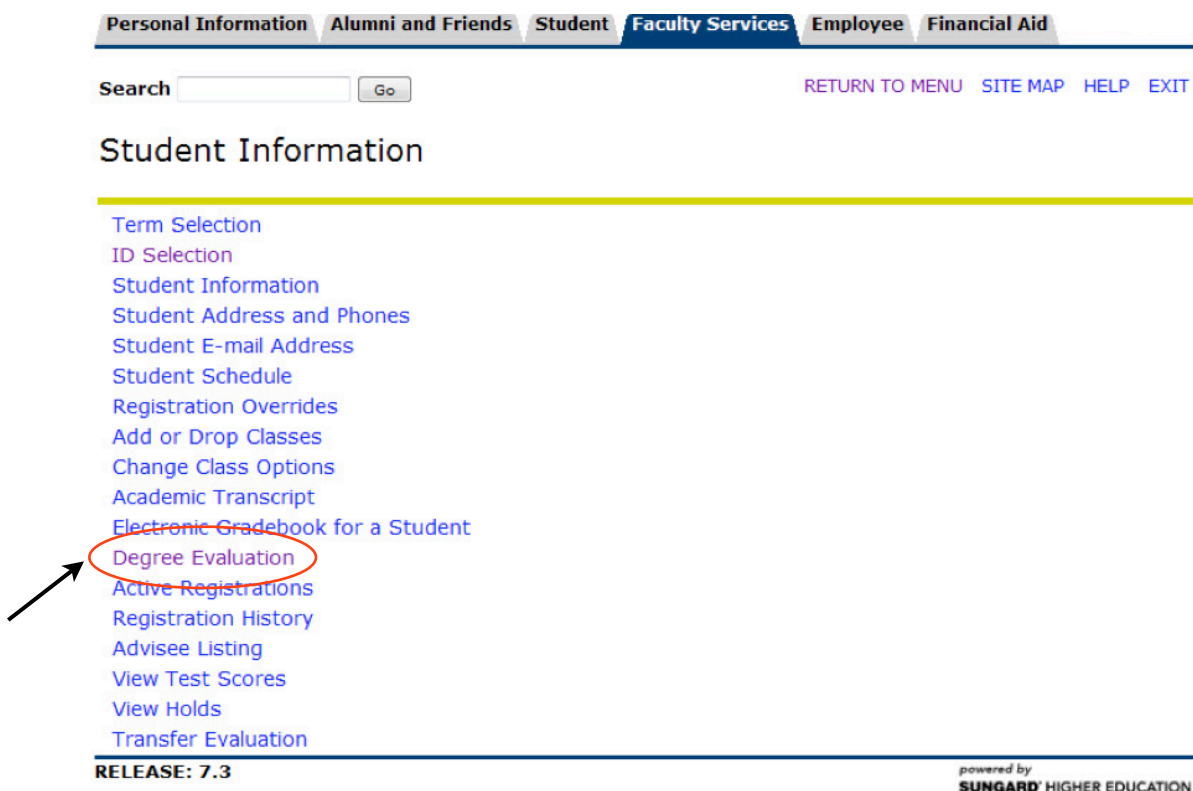 Personal Information Alumni and Friends Student Faculty Services Employee Financial Aid
Search Go RETURN TO MENU SITE MAP HELP EXIT
Student Information
Term Selection
ID Selection
Student Information
Student Address and Phones
Student E-mail Address
Student Schedule
Registration Overrides
Add or Drop Classes
Change Class Options
Academic Transcript
Electronic Gradebook for a Student
Degree Evaluation
Active Registrations
Registration History
Advisee Listing
View Test Scores
View Holds
Transfer Evaluation
RELEASE: 7.3
powered by
SUNGARD' HIGHER EDUCATION